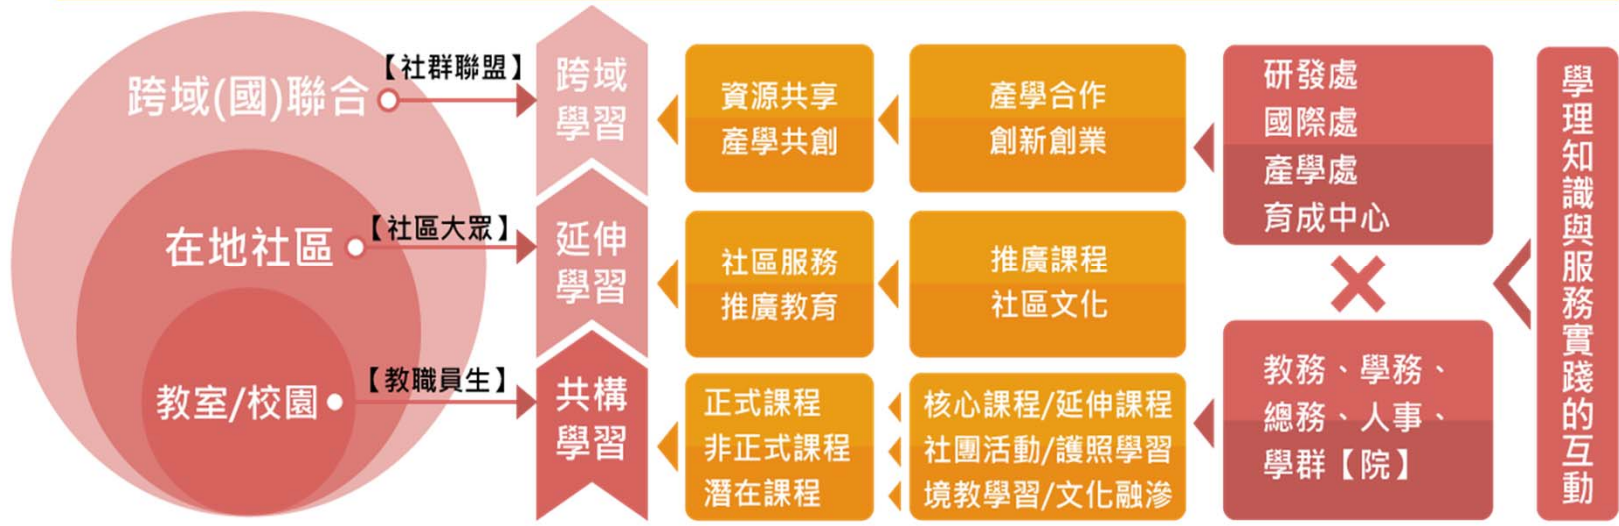 跨域(國)聯合
【社群聯盟】
跨域
學習
資源共享
產學共創
產學合作
創新創業
研發處
國際處
產學處
育成中心
在地社區
【社區大眾】
延伸
學習
社區服務
推廣教育
推廣課程
社區文化
教室/校園
【教職員生】
共構
學習
正式課程
非正式課程
潛在課程
核心課程/延伸課程
社團活動/護照學習
境教學習/文化融滲
教務、學務、
總務、人事、
學群【院】
學理知識與服務實踐的互動